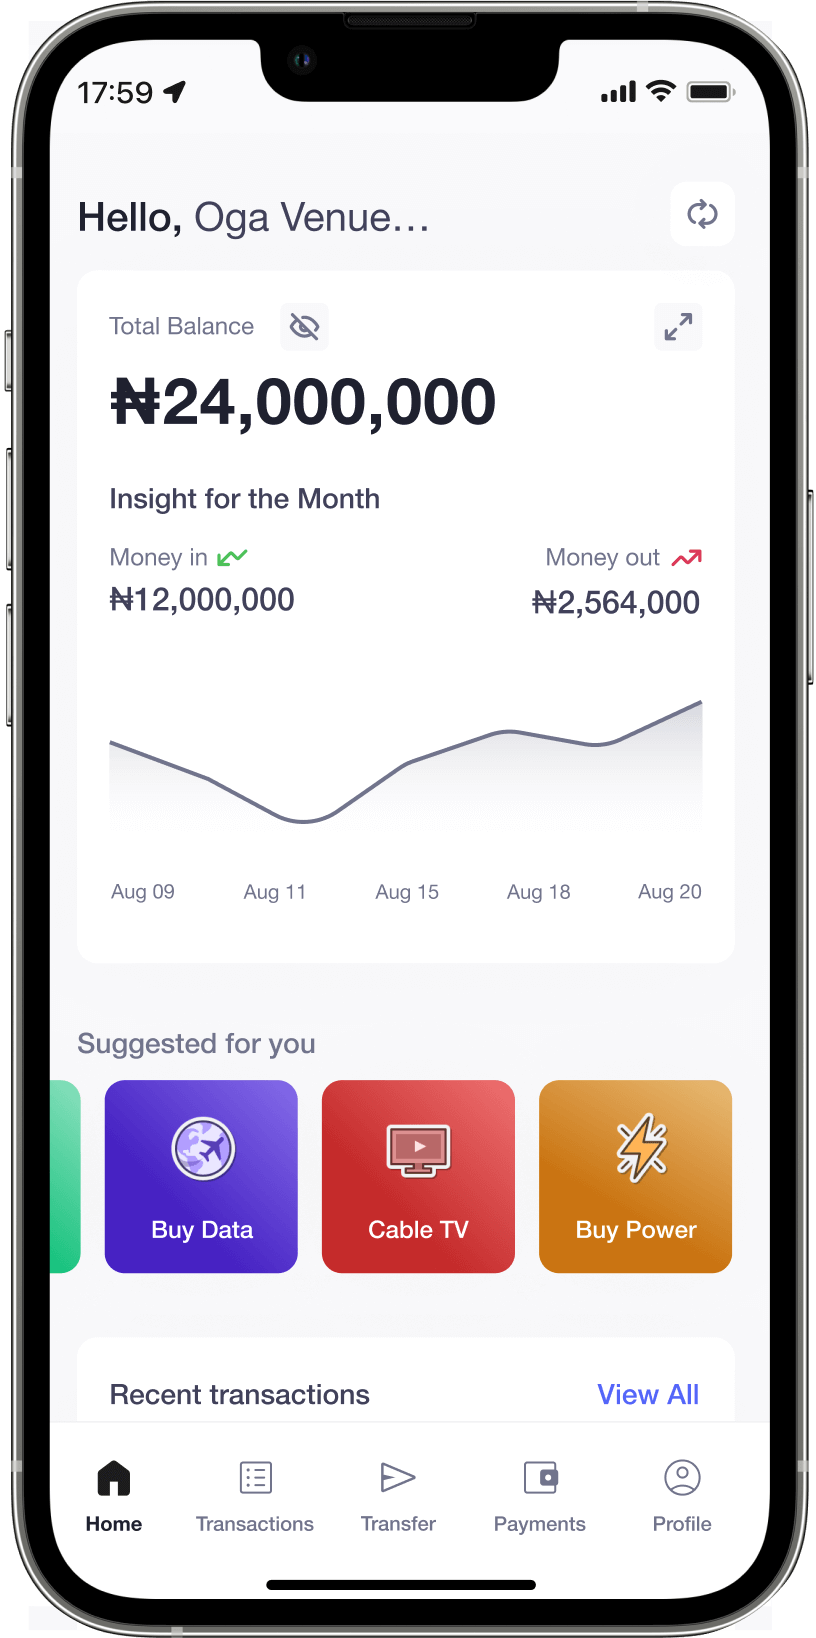 17:59
Hello, Oga Venue...
Total Balance
₦24,000,000
Insight for the Month
Money in
Money out
₦12,000,000
₦2,564,000
Aug 09 Aug 11 Aug 15 Aug 18 Aug 20
Suggested for you
Buy Data
Cable TV
Buy Power
Recent transactions
View All
Home
Transactions
Transfer
Payments
Profile